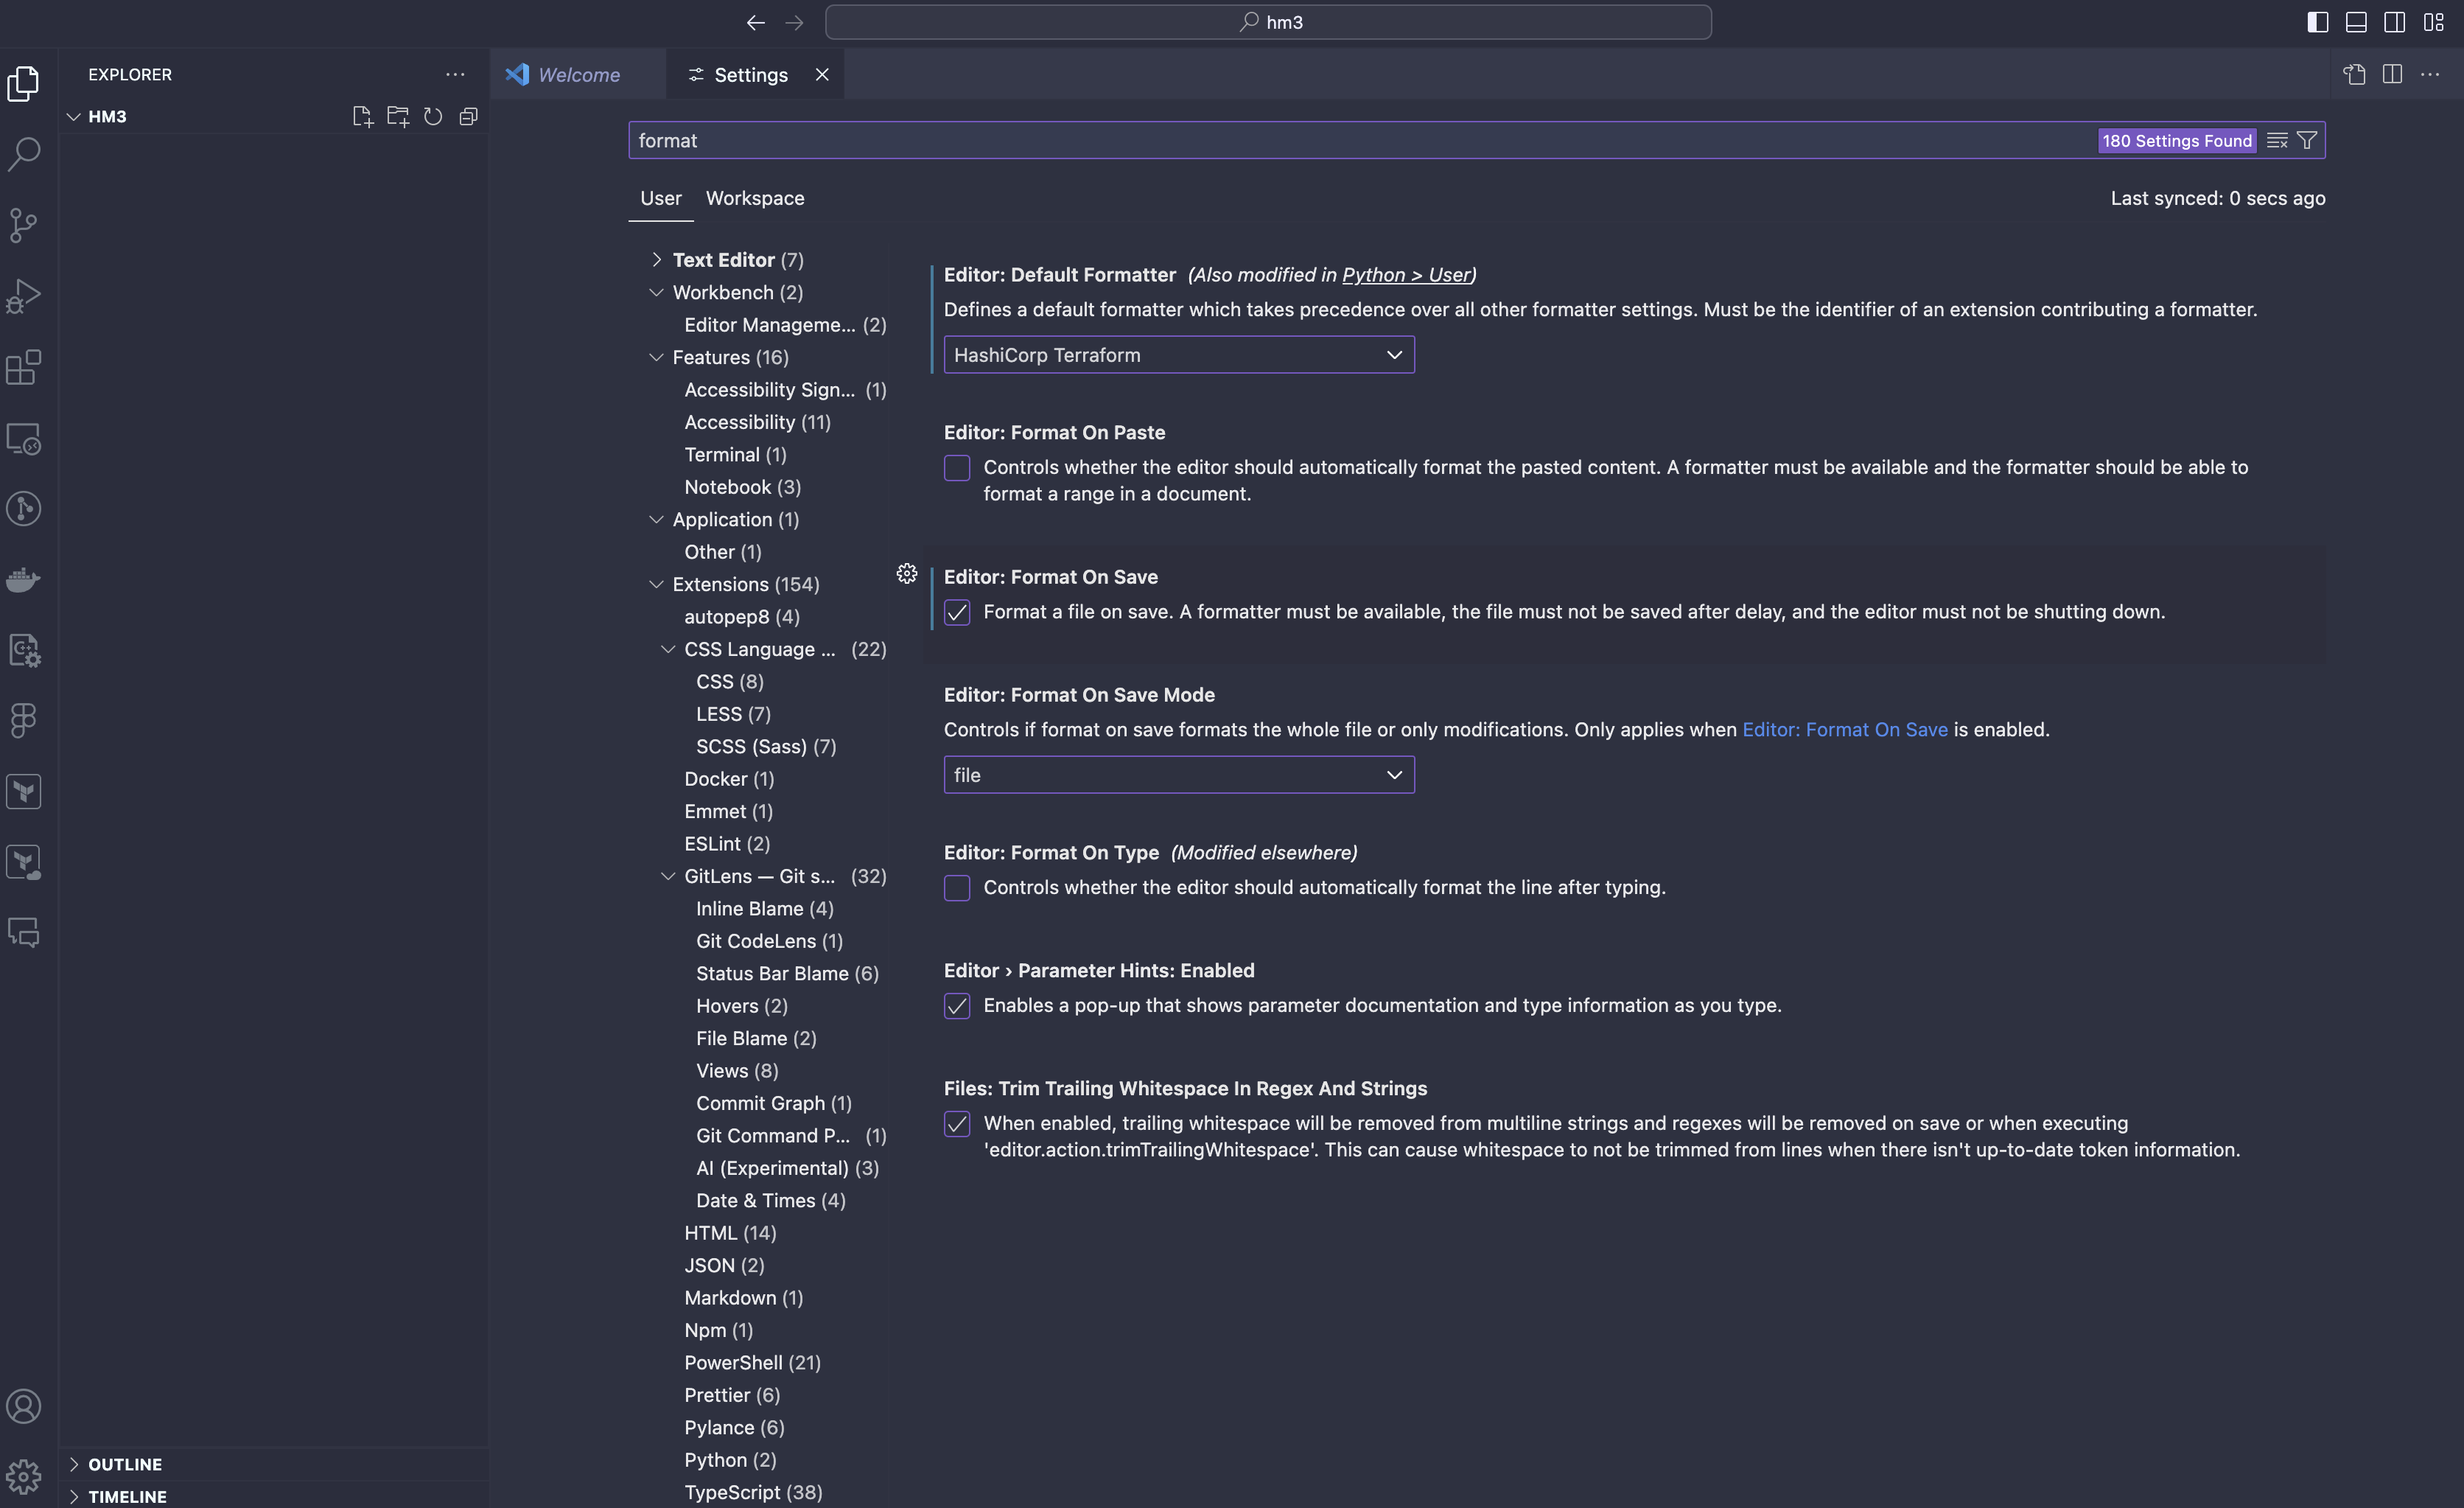 hm3
EXPLORER
HM3
OUTLINE
TIMELINE
Welcome
Settings
format
180 Settings Found
User
Workspace
Last synced: 0 secs ago
Text Editor (7)
Workbench (2)
Editor Manageme... (2)
Features (16)
Accessibility Sign... (1)
Accessibility (11)
Terminal (1)
Notebook (3)
Application (1)
Other (1)
Extensions (154)
autopep8 (4)
CSS Language ... (22)
CSS (8)
LESS (7)
SCSS (Sass) (7)
Docker (1)
Emmet (1)
ESLint (2)
GitLens — Git s... (32)
Inline Blame (4)
Git CodeLens (1)
Status Bar Blame (6)
Hovers (2)
File Blame (2)
Views (8)
Commit Graph (1)
Git Command P... (1)
AI (Experimental) (3)
Date & Times (4)
HTML (14)
JSON (2)
Markdown (1)
Npm (1)
PowerShell (21)
Prettier (6)
Pylance (6)
Python (2)
TypeScript (38)
Editor: Default Formatter (Also modified in Python > User)
Defines a default formatter which takes precedence over all other formatter settings. Must be the identifier of an extension contributing a formatter.
HashiCorp Terraform
Editor: Format On Paste
Controls whether the editor should automatically format the pasted content. A formatter must be available and the formatter should be able to
format a range in a document.
Editor: Format On Save
Format a file on save. A formatter must be available, the file must not be saved after delay, and the editor must not be shutting down.
Editor: Format On Save Mode
Controls if format on save formats the whole file or only modifications. Only applies when Editor: Format On Save is enabled.
file
Editor: Format On Type (Modified elsewhere)
Controls whether the editor should automatically format the line after typing.
Editor › Parameter Hints: Enabled
Enables a pop-up that shows parameter documentation and type information as you type.
Files: Trim Trailing Whitespace In Regex And Strings
When enabled, trailing whitespace will be removed from multiline strings and regexes will be removed on save or when executing
'editor.action.trimTrailingWhitespace'. This can cause whitespace to not be trimmed from lines when there isn't up-to-date token information.